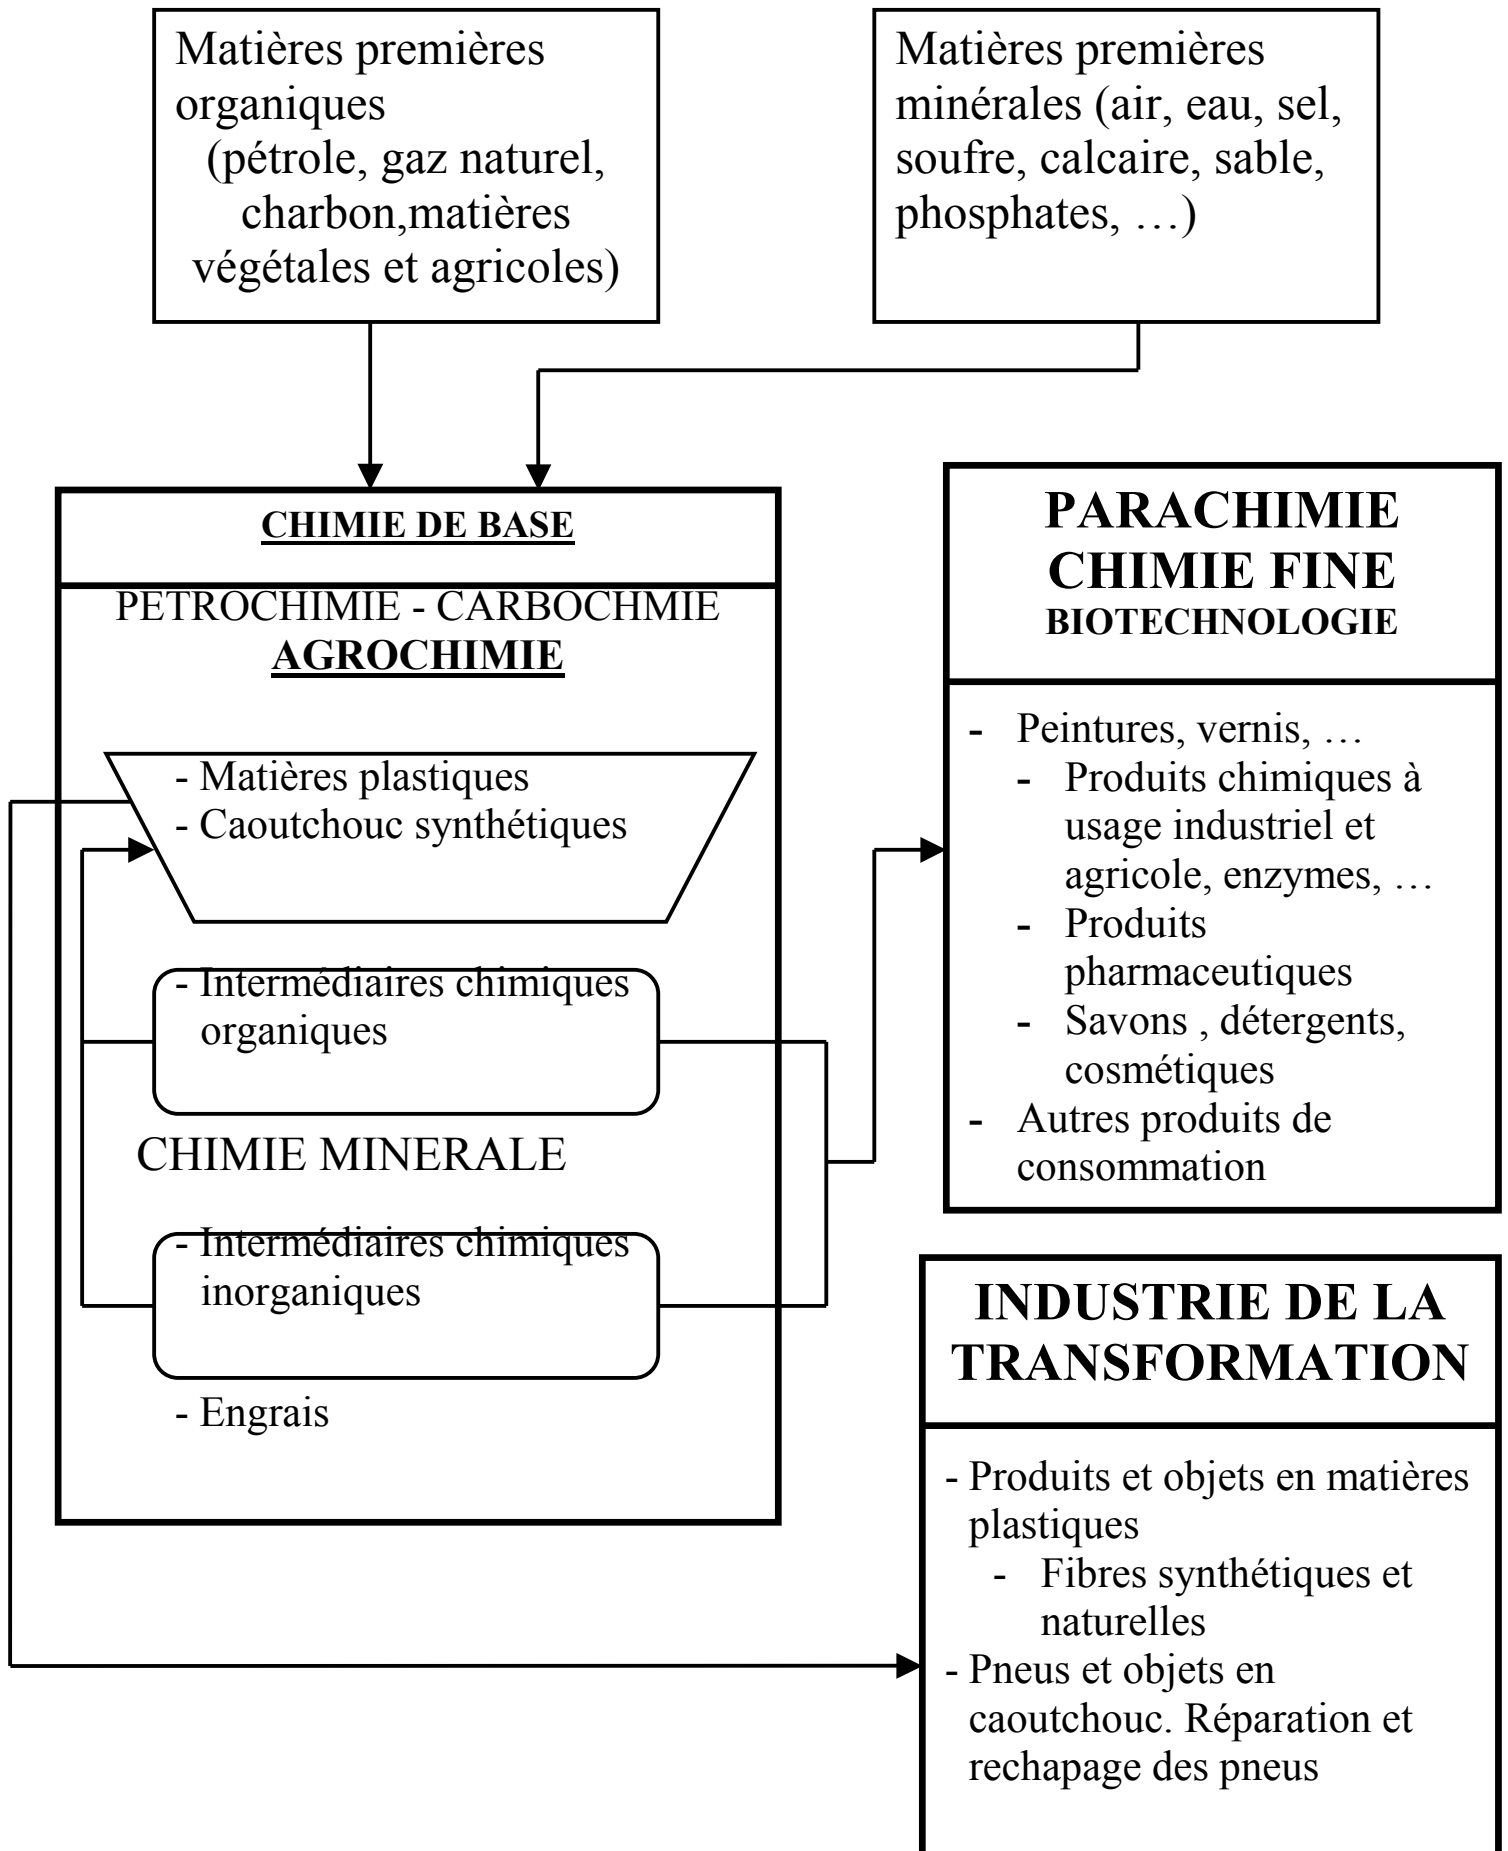 Matières premières
organiques
(pétrole, gaz naturel,
charbon,matières
végétales et agricoles)
Matières premières
minérales (air, eau, sel,
soufre, calcaire, sable,
phosphates, …)
CHIMIE DE BASE
PETROCHIMIE - CARBOCHMIE
AGROCHIMIE
- Matières plastiques
- Caoutchouc synthétiques
- Intermédiaires chimiques
organiques
CHIMIE MINERALE
- Intermédiaires chimiques
inorganiques
- Engrais
PARACHIMIE
CHIMIE FINE
BIOTECHNOLOGIE
- Peintures, vernis, …
- Produits chimiques à
usage industriel et
agricole, enzymes, …
- Produits
pharmaceutiques
- Savons , détergents,
cosmétiques
- Autres produits de
consommation
INDUSTRIE DE LA
TRANSFORMATION
- Produits et objets en matières
plastiques
- Fibres synthétiques et
naturelles
- Pneus et objets en
caoutchouc. Réparation et
rechapage des pneus